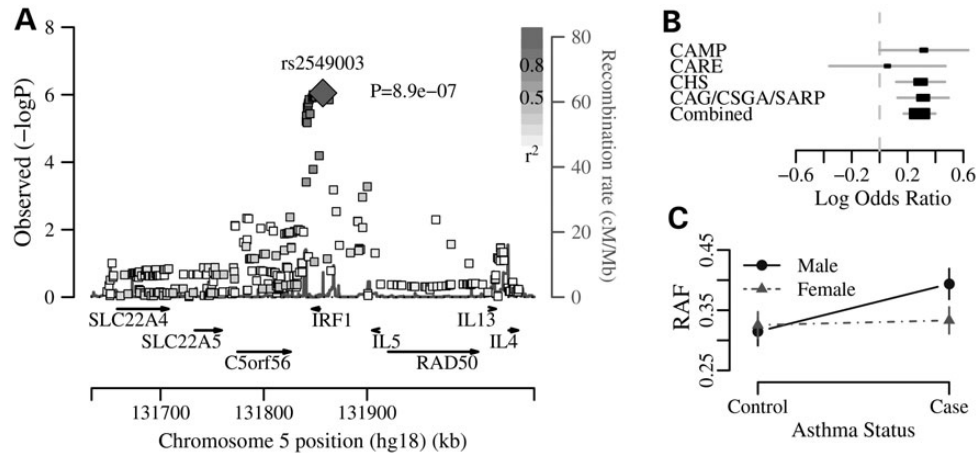 A
Observed (−logP)
8
6
4
2
0
rs2549003
P=8.9e−07
0.8
0.5
r²
80
60
40
20
0
Recombination rate (cM/Mb)
SLC22A4
SLC22A5
C5orf56
IRF1
IL5
RAD50
IL13
IL4
131700 131800 131900
Chromosome 5 position (hg18) (kb)
B
CAMP
CARE
CHS
CAG/CSGA/SARP
Combined
−0.6 −0.2 0.2 0.6
Log Odds Ratio
C
RAF
0.45
0.35
0.25
Male
Female
Control Case
Asthma Status